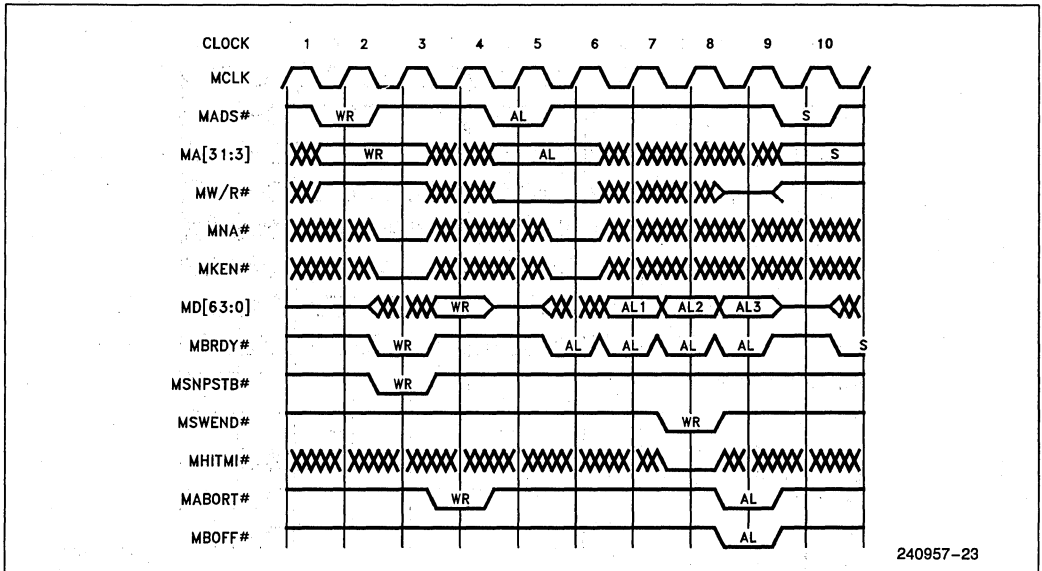 CLOCK 1 2 3 4 5 6 7 8 9 10
MCLK
MADS# WR AL S
MA[31:3] WR AL S
MW/R#
MNA#
MKEN#
MD[63:0] WR AL1 AL2 AL3
MBRDY# WR AL AL AL AL S
MSNPSTB# WR
MSWEND# WR
MHITMI#
MABORT# WR AL
MBOFF# AL
240957-23